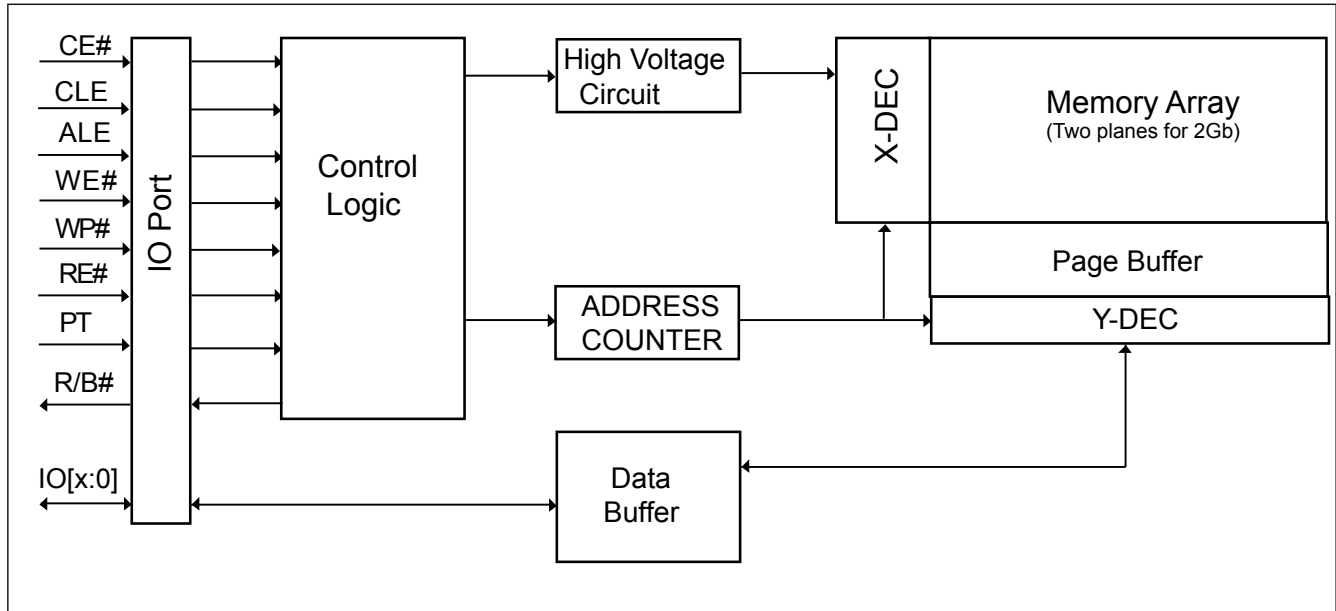 CE#
CLE
ALE
WE#
WP#
RE#
PT
R/B#
IO[x:0]
IO Port
Control
Logic
High Voltage
Circuit
ADDRESS
COUNTER
Data
Buffer
X-DEC
Memory Array
(Two planes for 2Gb)
Page Buffer
Y-DEC